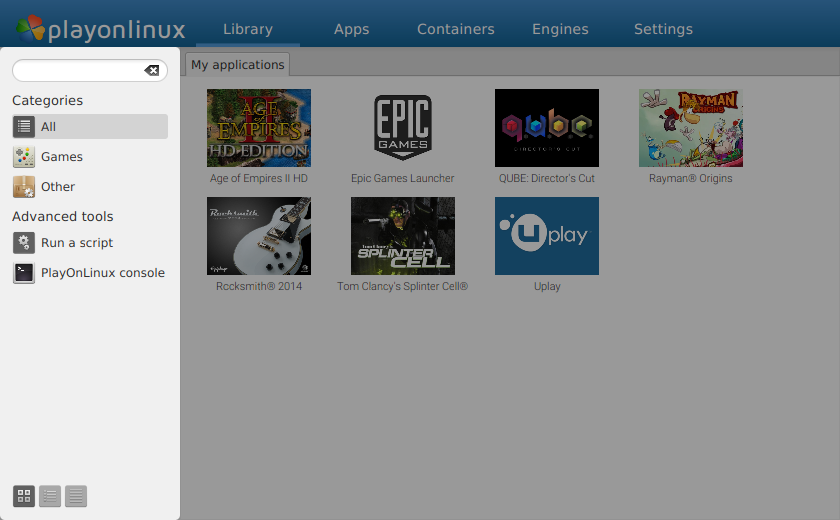 playonlinux
Library
Apps
Containers
Engines
Settings
My applications
Categories
All
Games
Other
Advanced tools
Run a script
PlayOnLinux console
AGE
of
EMPIRES
II
HD EDITION
Age of Empires II HD
EPIC
GAMES
Epic Games Launcher
q.u.b.e.
DIRECTOR'S CUT
QUBE: Director's Cut
RAYMAN
ORIGINS
Rayman® Origins
Rocksmith
Epiphone
Rocksmith® 2014
Tom Clancy's
SPLINTER
CELL
Tom Clancy's Splinter Cell®
Uplay
Uplay